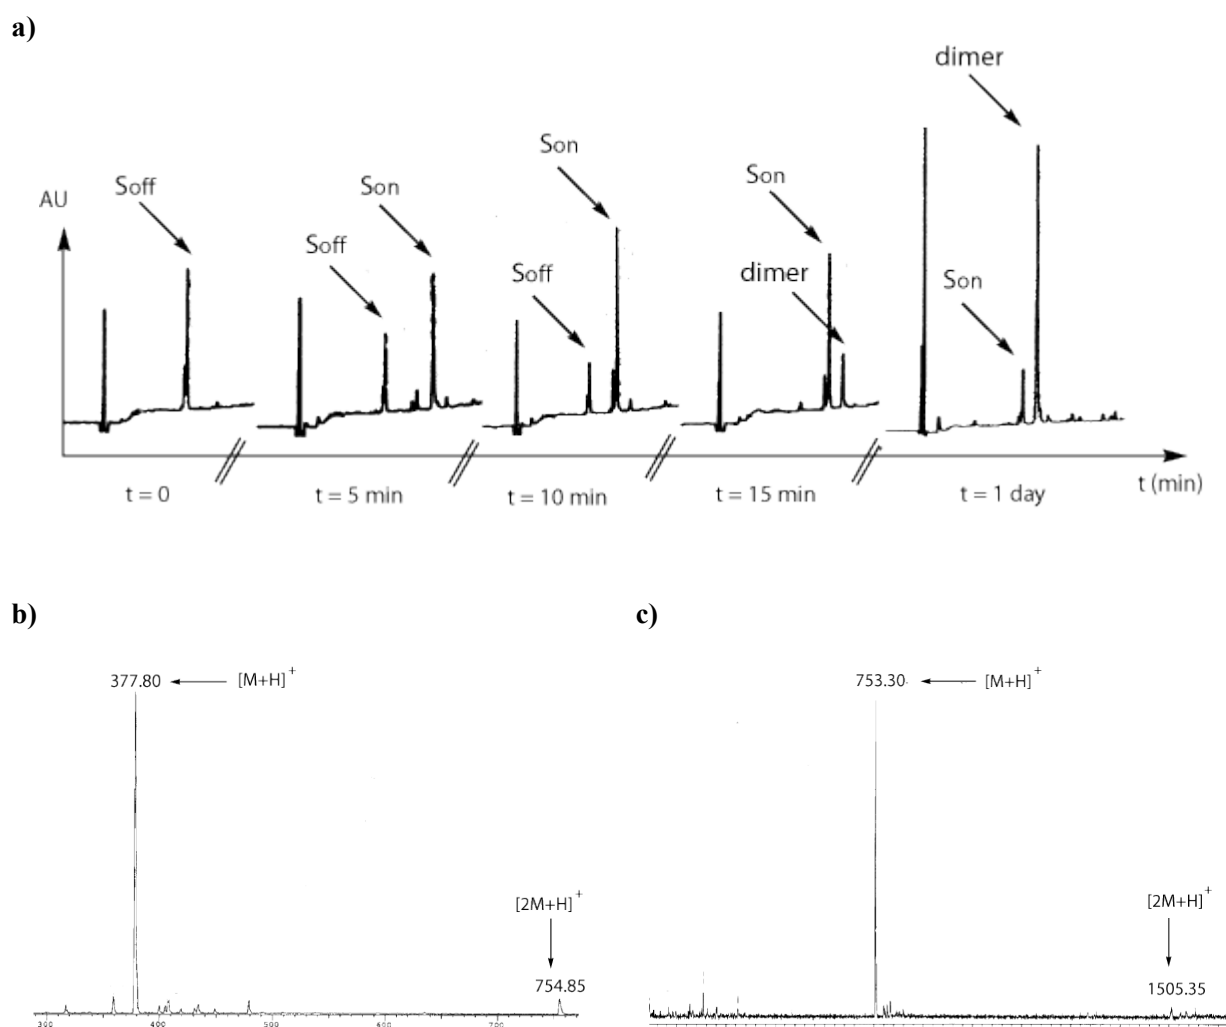 a)
dimer
Son
Son
Soff
Son
AU
Soff
Soff
dimer
Son
t = 0
t = 5 min
t = 10 min
t = 15 min
t = 1 day
t (min)
b)
c)
377.80
[M+H]+
753.30
[M+H]+
[2M+H]+
[2M+H]+
754.85
1505.35
300
400
500
600
700